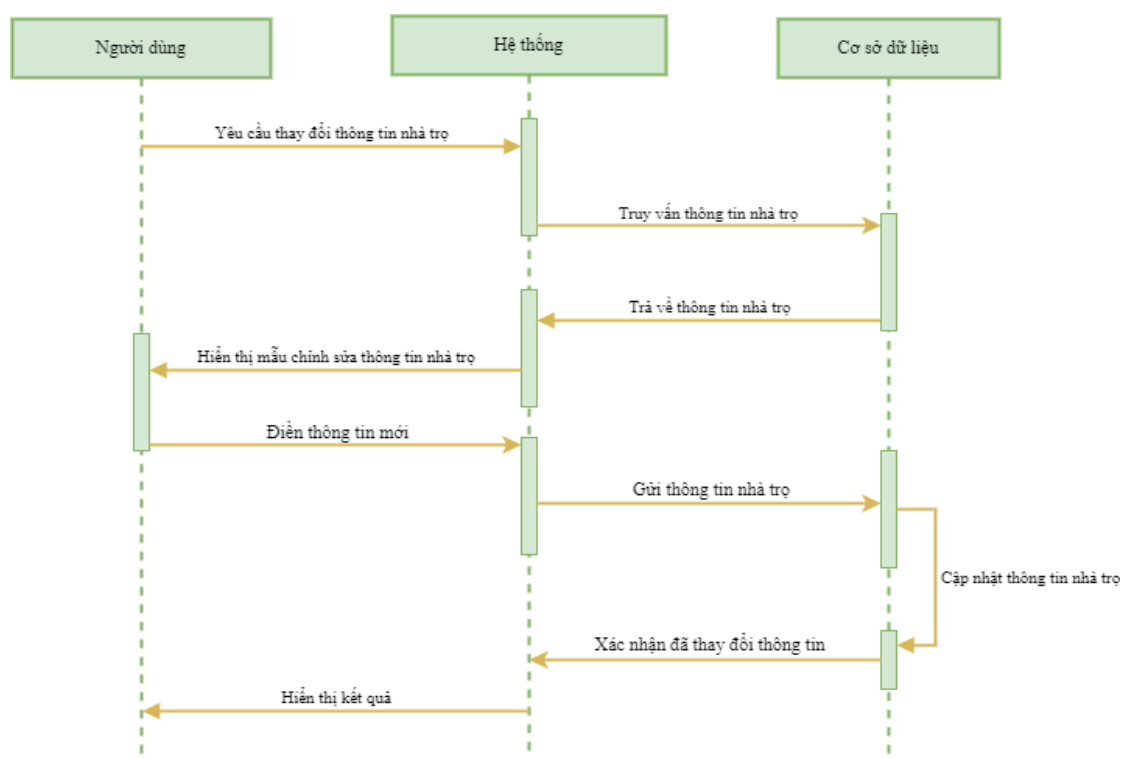 Người dùng
Hệ thống
Cơ sở dữ liệu
Yêu cầu thay đổi thông tin nhà trọ
Truy vấn thông tin nhà trọ
Trả về thông tin nhà trọ
Hiển thị mẫu chỉnh sửa thông tin nhà trọ
Điền thông tin mới
Gửi thông tin nhà trọ
Cập nhật thông tin nhà trọ
Xác nhận đã thay đổi thông tin
Hiển thị kết quả